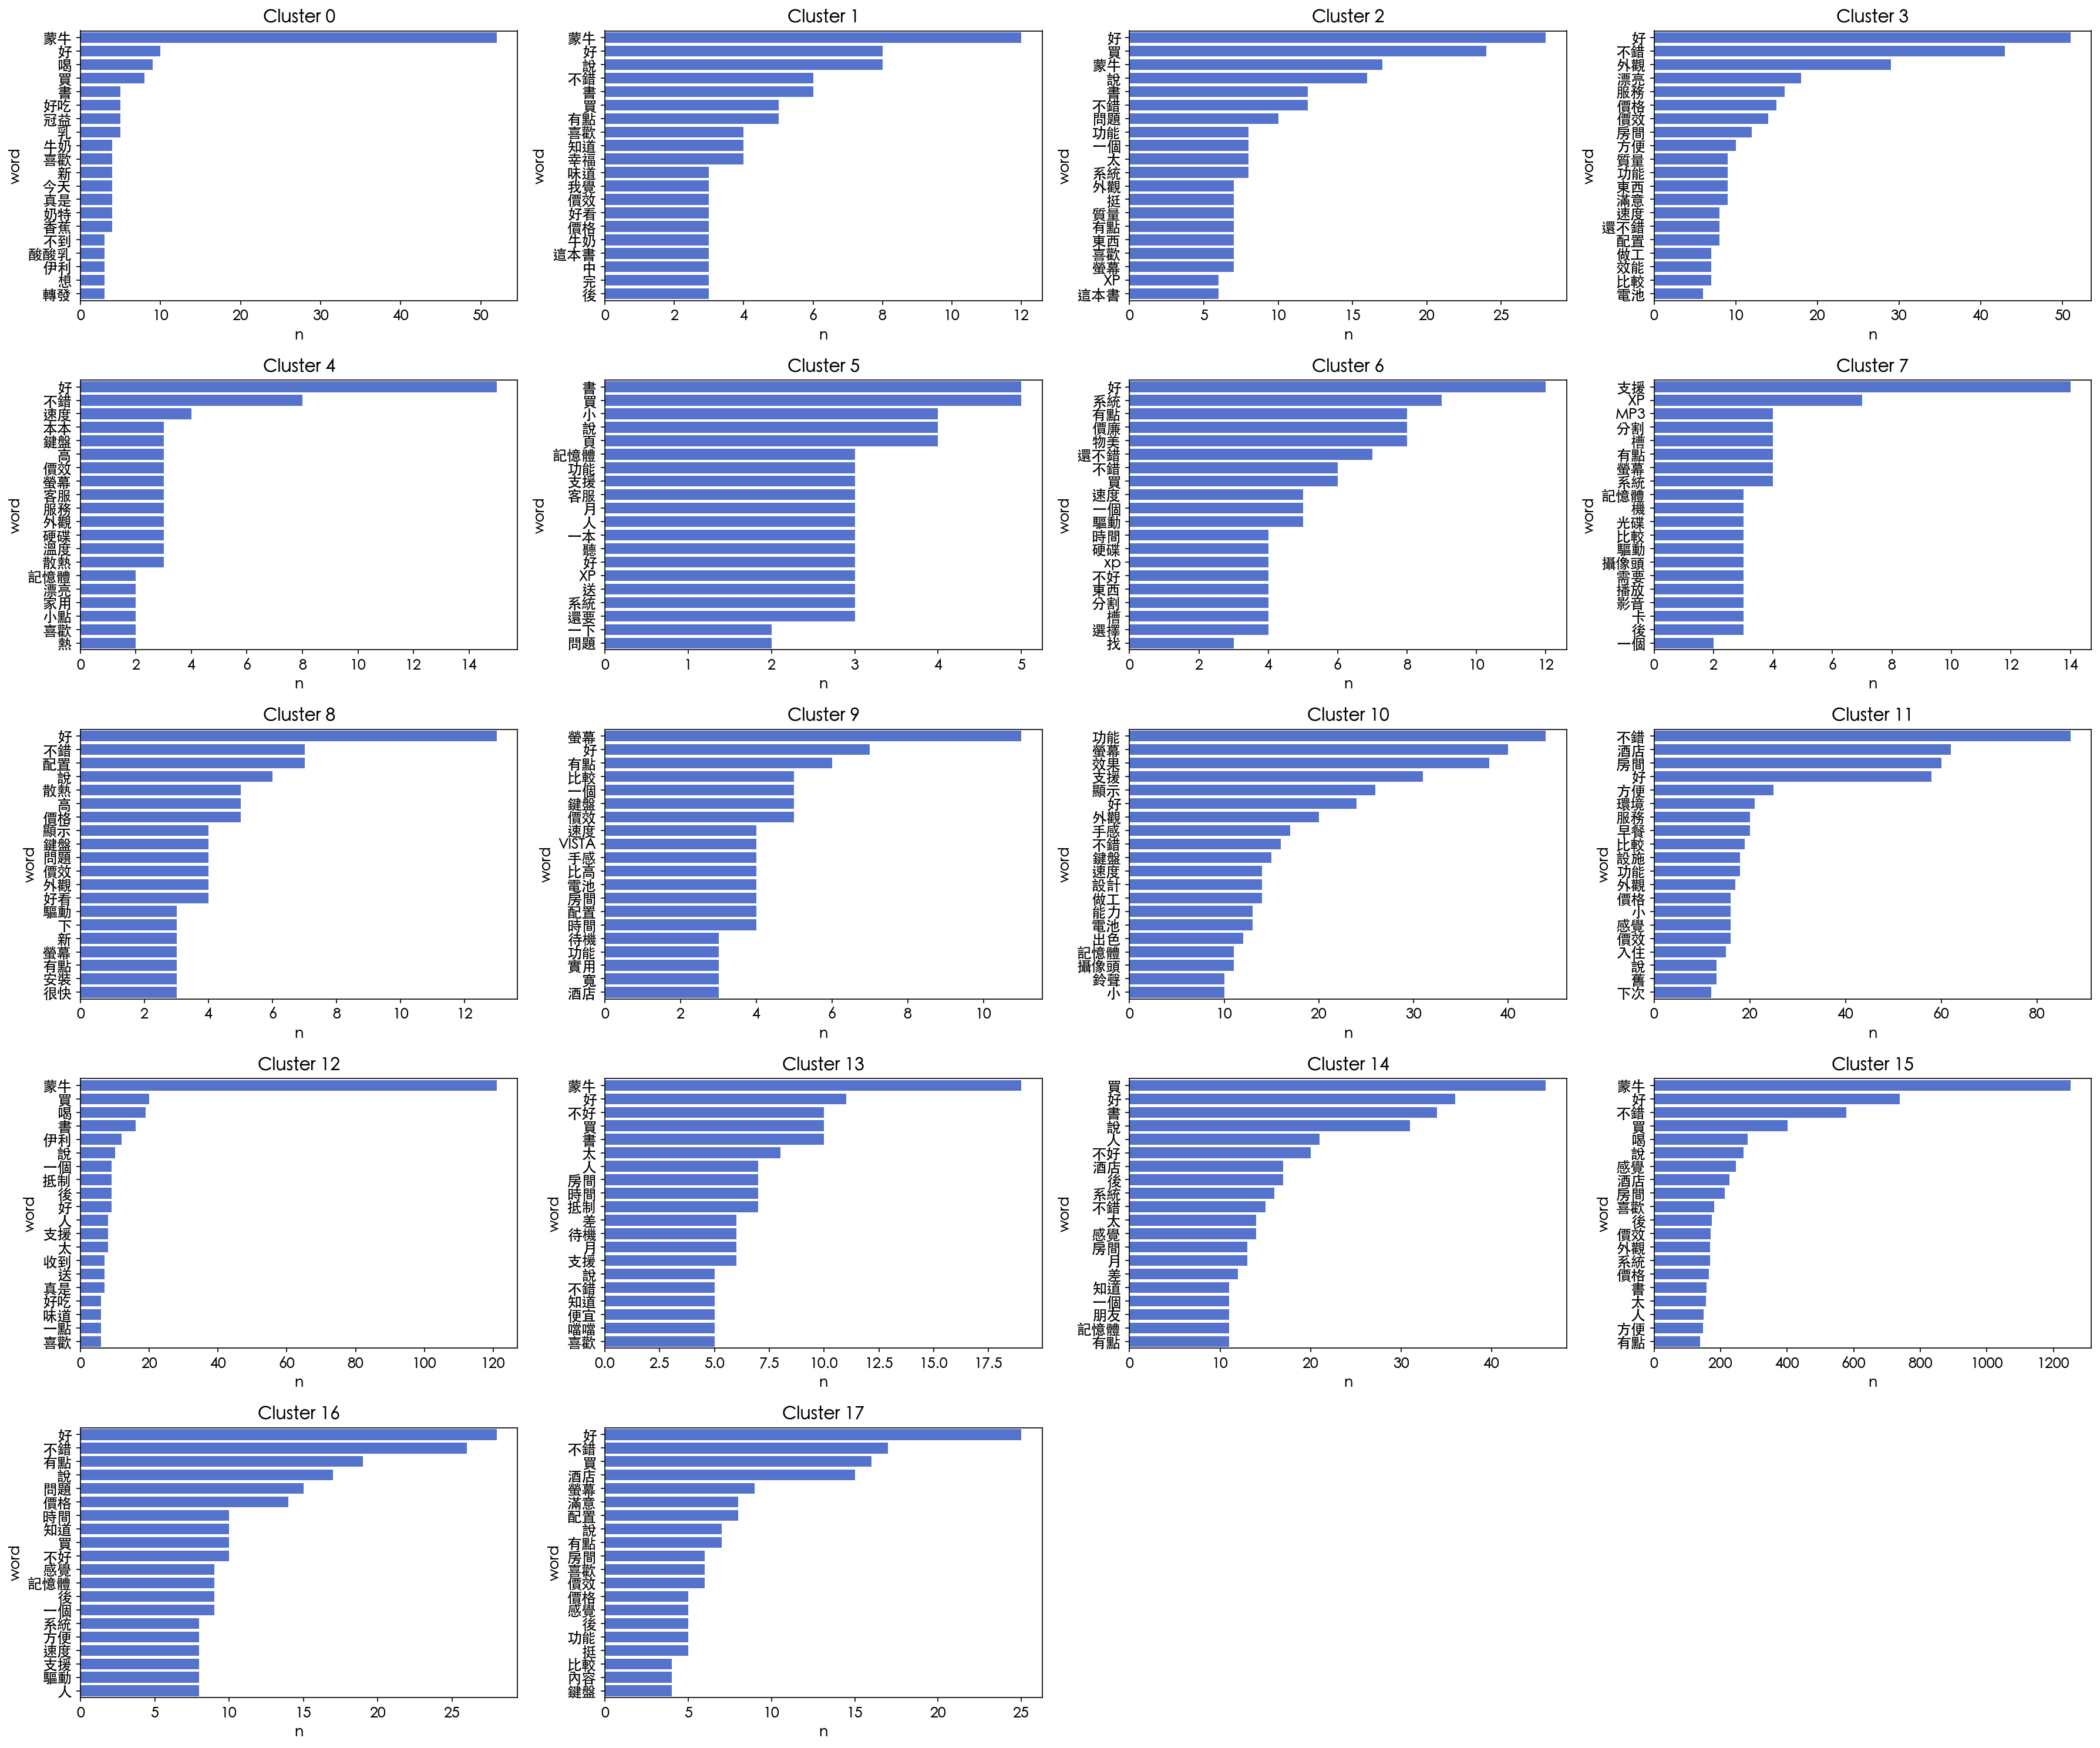 Cluster 0
word
蒙牛
好
喝
買
書
好吃
冠益
乳
牛奶
喜歡
新
今天
真是
奶特
香蕉
不到
酸酸乳
伊利
想
轉發
0 10 20 30 40 50
n
Cluster 1
word
蒙牛
好
說
不錯
書
買
有點
喜歡
知道
幸福
味道
我覺
價效
好看
價格
牛奶
這本書
中
完
後
0 2 4 6 8 10 12
n
Cluster 2
word
好
買
蒙牛
說
書
不錯
問題
功能
一個
太
系統
外觀
挺
質量
有點
東西
喜歡
螢幕
XP
這本書
0 5 10 15 20 25
n
Cluster 3
word
好
不錯
外觀
漂亮
服務
價格
價效
房間
方便
質量
功能
東西
滿意
速度
還不錯
配置
做工
效能
比較
電池
0 10 20 30 40 50
n
Cluster 4
word
好
不錯
速度
本本
鍵盤
高
價效
螢幕
客服
服務
外觀
硬碟
溫度
散熱
記憶體
漂亮
家用
小點
喜歡
熱
0 2 4 6 8 10 12 14
n
Cluster 5
word
書
買
小
說
頁
記憶體
功能
支援
客服
月
人
一本
聽
好
XP
送
系統
還要
一下
問題
0 1 2 3 4 5
n
Cluster 6
word
好
系統
有點
價廉
物美
還不錯
不錯
買
速度
一個
驅動
時間
硬碟
xp
不好
東西
分割
槽
選擇
找
0 2 4 6 8 10 12
n
Cluster 7
word
支援
XP
MP3
分割
槽
有點
螢幕
系統
記憶體
機
光碟
比較
驅動
攝像頭
需要
播放
影音
卡
後
一個
0 2 4 6 8 10 12 14
n
Cluster 8
word
好
不錯
配置
說
散熱
高
價格
顯示
鍵盤
問題
價效
外觀
好看
驅動
下
新
螢幕
有點
安裝
很快
0 2 4 6 8 10 12
n
Cluster 9
word
螢幕
好
有點
比較
一個
鍵盤
價效
速度
VISTA
手感
比高
電池
房間
配置
時間
待機
功能
實用
寬
酒店
0 2 4 6 8 10
n
Cluster 10
word
功能
螢幕
效果
支援
顯示
好
外觀
手感
不錯
鍵盤
速度
設計
做工
能力
電池
出色
記憶體
攝像頭
鈴聲
小
0 10 20 30 40
n
Cluster 11
word
不錯
酒店
房間
好
方便
環境
服務
早餐
比較
設施
功能
外觀
價格
小
感覺
價效
入住
說
舊
下次
0 20 40 60 80
n
Cluster 12
word
蒙牛
買
喝
書
伊利
說
一個
抵制
後
好
人
支援
太
收到
送
真是
好吃
味道
一點
喜歡
0 20 40 60 80 100 120
n
Cluster 13
word
蒙牛
好
不好
買
書
太
人
房間
時間
抵制
差
待機
月
支援
說
不錯
知道
便宜
噹噹
喜歡
0.0 2.5 5.0 7.5 10.0 12.5 15.0 17.5
n
Cluster 14
word
買
好
書
說
人
不好
酒店
後
系統
不錯
太
感覺
房間
月
差
知道
一個
朋友
記憶體
有點
0 10 20 30 40
n
Cluster 15
word
蒙牛
好
不錯
買
喝
說
感覺
酒店
房間
喜歡
後
價效
外觀
系統
價格
書
太
人
方便
有點
0 200 400 600 800 1000 1200
n
Cluster 16
word
好
不錯
有點
說
問題
價格
時間
知道
買
不好
感覺
記憶體
後
一個
系統
方便
速度
支援
驅動
人
0 5 10 15 20 25
n
Cluster 17
word
好
不錯
買
酒店
螢幕
滿意
配置
說
有點
房間
喜歡
價效
價格
感覺
後
功能
挺
比較
內容
鍵盤
0 5 10 15 20 25
n